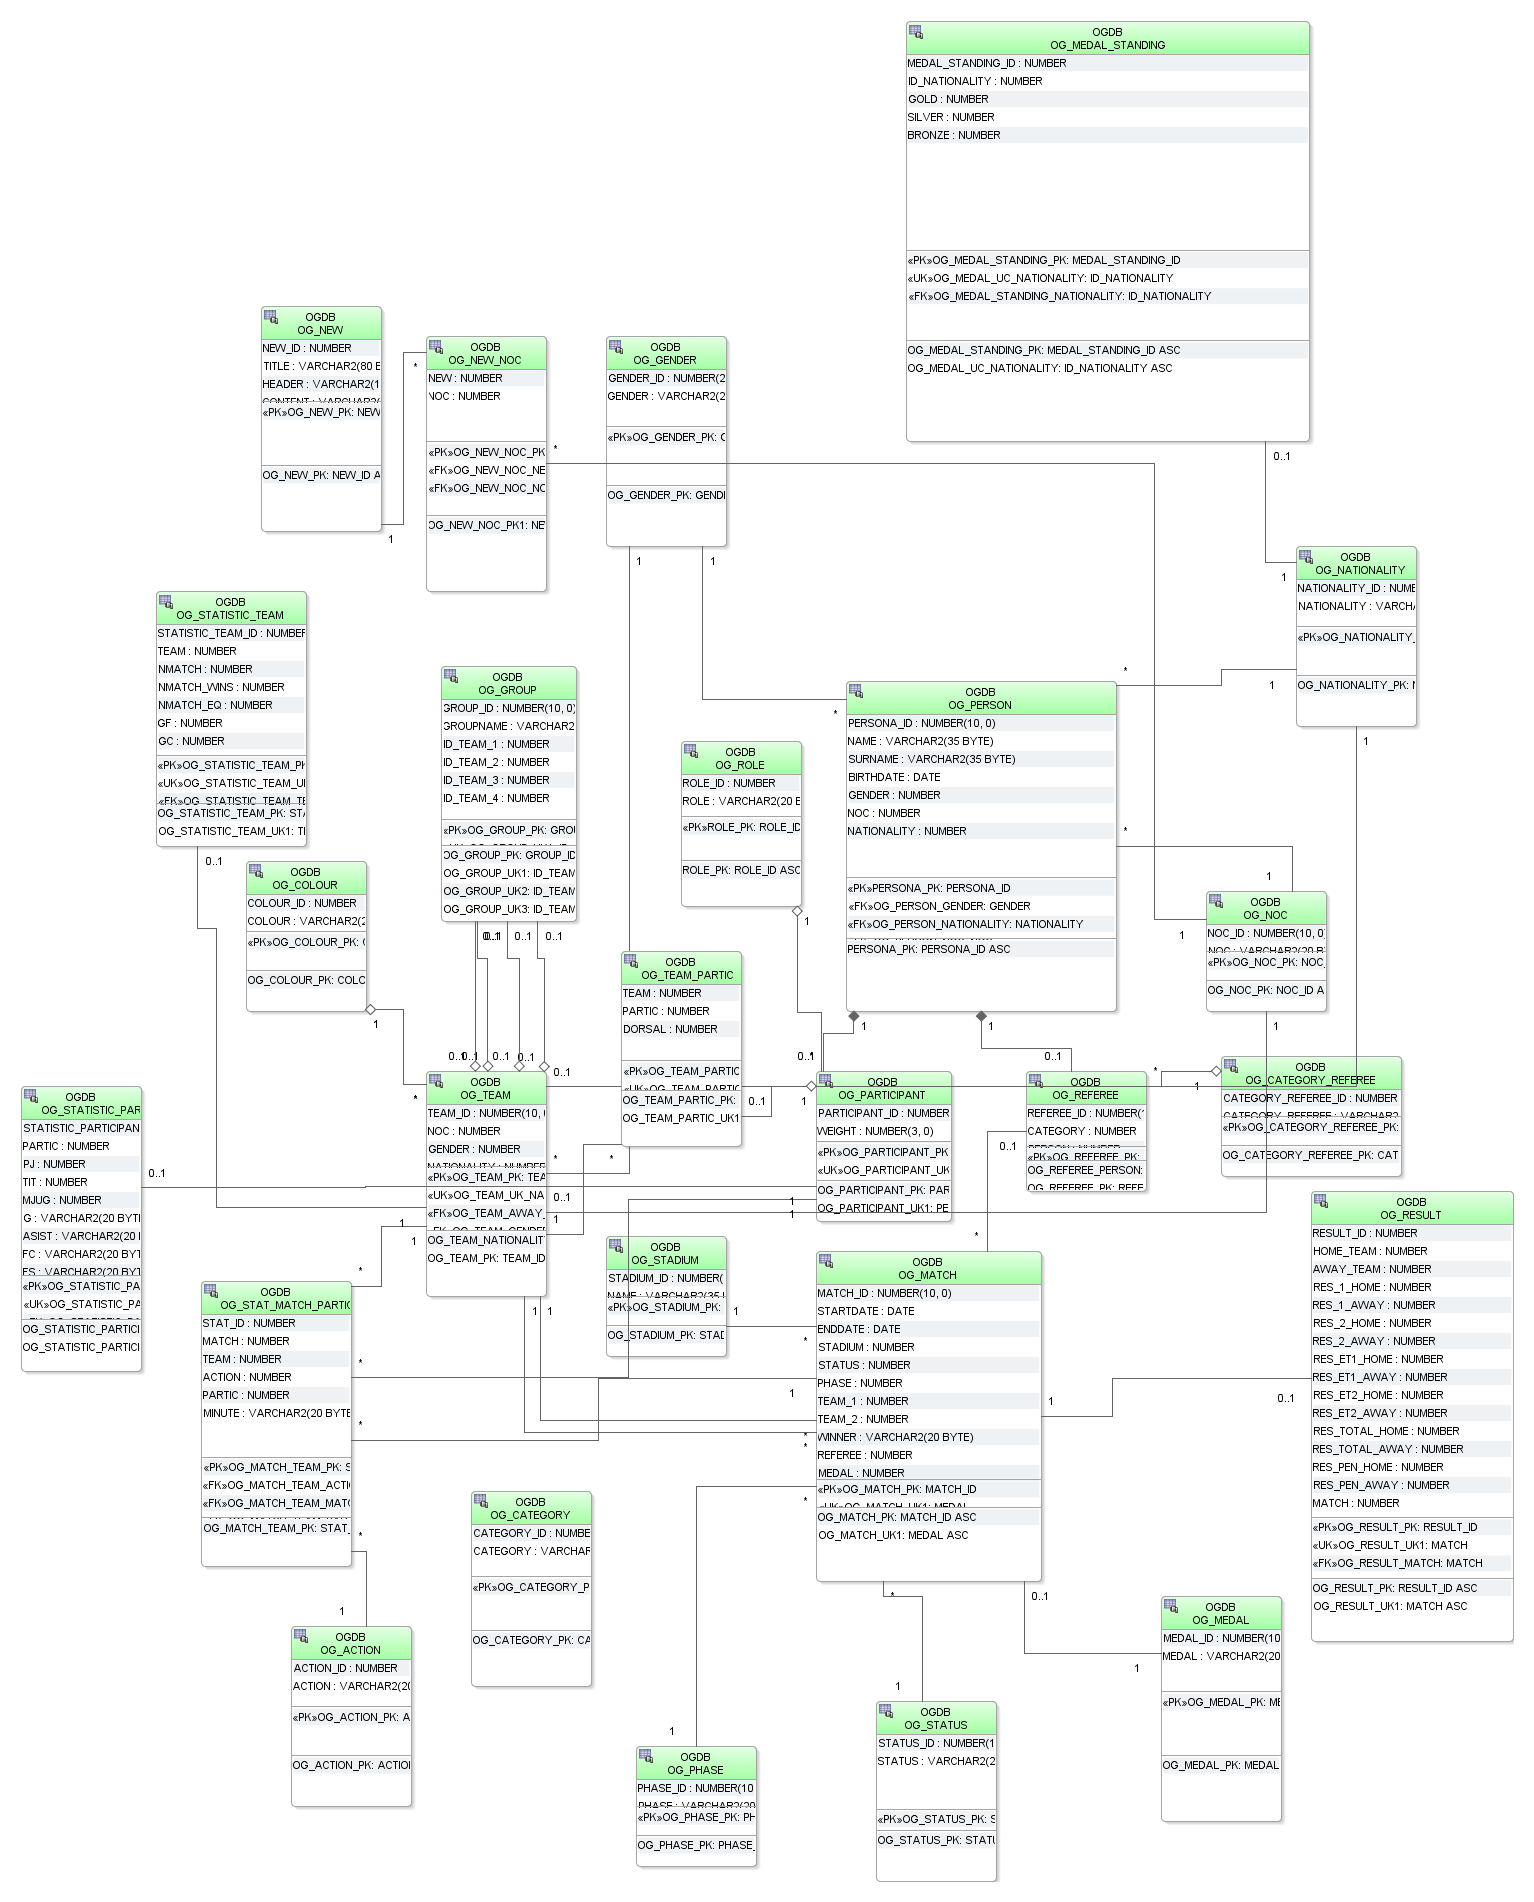 OGDB
OG_MEDAL_STANDING
MEDAL_STANDING_ID : NUMBER
ID_NATIONALITY : NUMBER
GOLD : NUMBER
SILVER : NUMBER
BRONZE : NUMBER
«PK»OG_MEDAL_STANDING_PK: MEDAL_STANDING_ID
«UK»OG_MEDAL_UC_NATIONALITY: ID_NATIONALITY
«FK»OG_MEDAL_STANDING_NATIONALITY: ID_NATIONALITY
OG_MEDAL_STANDING_PK: MEDAL_STANDING_ID ASC
OG_MEDAL_UC_NATIONALITY: ID_NATIONALITY ASC
0..1
OGDB
OG_NEW
NEW_ID : NUMBER
TITLE : VARCHAR2(80 
HEADER : VARCHAR2(1
«PK»OG_NEW_PK: NEW
OG_NEW_PK: NEW_ID A
1
OGDB
OG_NEW_NOC
NEW : NUMBER
NOC : NUMBER
«PK»OG_NEW_NOC_PK
«FK»OG_NEW_NOC_NE
«FK»OG_NEW_NOC_NO
OG_NEW_NOC_PK1: NE
*
*
OGDB
OG_GENDER
GENDER_ID : NUMBER(2
GENDER : VARCHAR2(2
«PK»OG_GENDER_PK: 
OG_GENDER_PK: GENDE
1
1
OGDB
OG_NATIONALITY
NATIONALITY_ID : NUM
NATIONALITY : VARCHA
«PK»OG_NATIONALITY_
OG_NATIONALITY_PK: 
1
1
1
OGDB
OG_STATISTIC_TEAM
STATISTIC_TEAM_ID : NUMBER
TEAM : NUMBER
NMATCH : NUMBER
NMATCH_WINS : NUMBER
NMATCH_EQ : NUMBER
GF : NUMBER
GC : NUMBER
«PK»OG_STATISTIC_TEAM_PK
«UK»OG_STATISTIC_TEAM_U
«FK»OG_STATISTIC_TEAM_TE
OG_STATISTIC_TEAM_PK: STA
OG_STATISTIC_TEAM_UK1: T
0..1
OGDB
OG_GROUP
GROUP_ID : NUMBER(10, 0)
GROUPNAME : VARCHAR2
ID_TEAM_1 : NUMBER
ID_TEAM_2 : NUMBER
ID_TEAM_3 : NUMBER
ID_TEAM_4 : NUMBER
«PK»OG_GROUP_PK: GROU
OG_GROUP_PK: GROUP_ID
OG_GROUP_UK1: ID_TEAM
OG_GROUP_UK2: ID_TEAM
OG_GROUP_UK3: ID_TEAM
0..1
0..1
0..1
OGDB
OG_ROLE
ROLE_ID : NUMBER
ROLE : VARCHAR2(20 
«PK»ROLE_PK: ROLE_ID
ROLE_PK: ROLE_ID ASC
1
OGDB
OG_PERSON
PERSONA_ID : NUMBER(10, 0)
NAME : VARCHAR2(35 BYTE)
SURNAME : VARCHAR2(35 BYTE)
BIRTHDATE : DATE
GENDER : NUMBER
NOC : NUMBER
NATIONALITY : NUMBER
«PK»PERSONA_PK: PERSONA_ID
«FK»OG_PERSON_GENDER: GENDER
«FK»OG_PERSON_NATIONALITY: NATIONALITY
PERSONA_PK: PERSONA_ID ASC
*
*
*
1
1
OGDB
OG_COLOUR
COLOUR_ID : NUMBER
COLOUR : VARCHAR2(2
«PK»OG_COLOUR_PK: 
OG_COLOUR_PK: COLO
1
OGDB
OG_NOC
NOC_ID : NUMBER(10, 0
NOC : VARCHAR2(20 B
«PK»OG_NOC_PK: NOC_
OG_NOC_PK: NOC_ID A
1
1
1
OGDB
OG_TEAM_PARTIC
TEAM : NUMBER
PARTIC : NUMBER
DORSAL : NUMBER
«PK»OG_TEAM_PARTIC
«UK»OG_TEAM_PARTIC
OG_TEAM_PARTIC_PK:
OG_TEAM_PARTIC_UK1
0..1
*
OGDB
OG_TEAM
TEAM_ID : NUMBER(10, 
NOC : NUMBER
GENDER : NUMBER
NATIONALITY : NUMBER
«PK»OG_TEAM_PK: TEA
«UK»OG_TEAM_UK_NA
«FK»OG_TEAM_AWAY_
OG_TEAM_NATIONALIT
OG_TEAM_PK: TEAM_ID
0..1
0..1
0..1
0..1
0..1
*
*
0..1
1
1
1
1
1
OGDB
OG_PARTICIPANT
PARTICIPANT_ID : NUMBER
WEIGHT : NUMBER(3, 0)
«PK»OG_PARTICIPANT_PK
«UK»OG_PARTICIPANT_UK
OG_PARTICIPANT_PK: PAR
OG_PARTICIPANT_UK1: PE
0..1
1
1
1
OGDB
OG_REFEREE
REFEREE_ID : NUMBER(
CATEGORY : NUMBER
«PK»OG_REFEREE_PK:
OG_REFEREE_PERSON:
OG_REFEREE_PK: REFE
0..1
0..1
OGDB
OG_CATEGORY_REFEREE
CATEGORY_REFEREE_ID : NUMBER
CATEGORY_REFEREE : VARCHAR2
«PK»OG_CATEGORY_REFEREE_PK:
OG_CATEGORY_REFEREE_PK: CAT
*
1
OGDB
OG_STATISTIC_PAR
STATISTIC_PARTICIPAN
PARTIC : NUMBER
PJ : NUMBER
TIT : NUMBER
MJUG : NUMBER
G : VARCHAR2(20 BYT
ASIST : VARCHAR2(20 
FC : VARCHAR2(20 BYT
FS : VARCHAR2(20 BYT
«PK»OG_STATISTIC_PA
«UK»OG_STATISTIC_PA
OG_STATISTIC_PARTICI
OG_STATISTIC_PARTICI
0..1
OGDB
OG_STADIUM
STADIUM_ID : NUMBER(
NAME : VARCHAR2(35
«PK»OG_STADIUM_PK:
OG_STADIUM_PK: STAD
1
OGDB
OG_STAT_MATCH_PARTIC
STAT_ID : NUMBER
MATCH : NUMBER
TEAM : NUMBER
ACTION : NUMBER
PARTIC : NUMBER
MINUTE : VARCHAR2(20 BYTE
«PK»OG_MATCH_TEAM_PK: S
«FK»OG_MATCH_TEAM_ACTI
«FK»OG_MATCH_TEAM_MATC
OG_MATCH_TEAM_PK: STAT_
*
*
*
*
OGDB
OG_MATCH
MATCH_ID : NUMBER(10, 0)
STARTDATE : DATE
ENDDATE : DATE
STADIUM : NUMBER
STATUS : NUMBER
PHASE : NUMBER
TEAM_1 : NUMBER
TEAM_2 : NUMBER
WINNER : VARCHAR2(20 BYTE)
REFEREE : NUMBER
MEDAL : NUMBER
«PK»OG_MATCH_PK: MATCH_ID
«UK»OG_MATCH_UK1: MEDAL
OG_MATCH_PK: MATCH_ID ASC
OG_MATCH_UK1: MEDAL ASC
*
*
1
*
*
*
*
0..1
1
OGDB
OG_RESULT
RESULT_ID : NUMBER
HOME_TEAM : NUMBER
AWAY_TEAM : NUMBER
RES_1_HOME : NUMBER
RES_1_AWAY : NUMBER
RES_2_HOME : NUMBER
RES_2_AWAY : NUMBER
RES_ET1_HOME : NUMBER
RES_ET1_AWAY : NUMBER
RES_ET2_HOME : NUMBER
RES_ET2_AWAY : NUMBER
RES_TOTAL_HOME : NUMBER
RES_TOTAL_AWAY : NUMBER
RES_PEN_HOME : NUMBER
RES_PEN_AWAY : NUMBER
MATCH : NUMBER
«PK»OG_RESULT_PK: RESULT_ID
«UK»OG_RESULT_UK1: MATCH
«FK»OG_RESULT_MATCH: MATCH
OG_RESULT_PK: RESULT_ID ASC
OG_RESULT_UK1: MATCH ASC
0..1
OGDB
OG_CATEGORY
CATEGORY_ID : NUMBE
CATEGORY : VARCHAR
«PK»OG_CATEGORY_P
OG_CATEGORY_PK: CA
OGDB
OG_ACTION
ACTION_ID : NUMBER
ACTION : VARCHAR2(20
«PK»OG_ACTION_PK: A
OG_ACTION_PK: ACTIO
1
OGDB
OG_PHASE
PHASE_ID : NUMBER(10
PHASE : VARCHAR2(20
«PK»OG_PHASE_PK: PH
OG_PHASE_PK: PHASE_
1
OGDB
OG_STATUS
STATUS_ID : NUMBER(1
STATUS : VARCHAR2(2
«PK»OG_STATUS_PK: S
OG_STATUS_PK: STATU
1
OGDB
OG_MEDAL
MEDAL_ID : NUMBER(10
MEDAL : VARCHAR2(20
«PK»OG_MEDAL_PK: ME
OG_MEDAL_PK: MEDAL
1